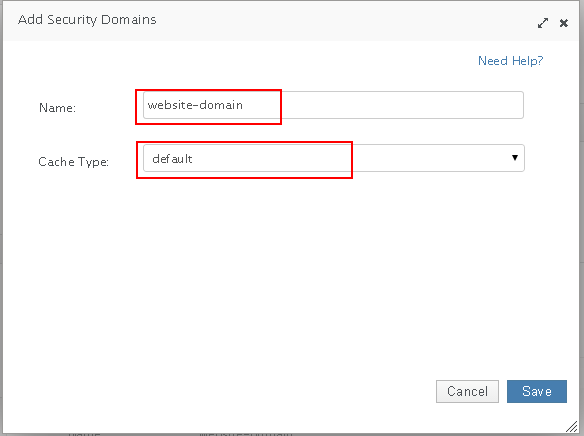 Add Security Domains
Need Help?
Name: website-domain
Cache Type: default
Cancel Save